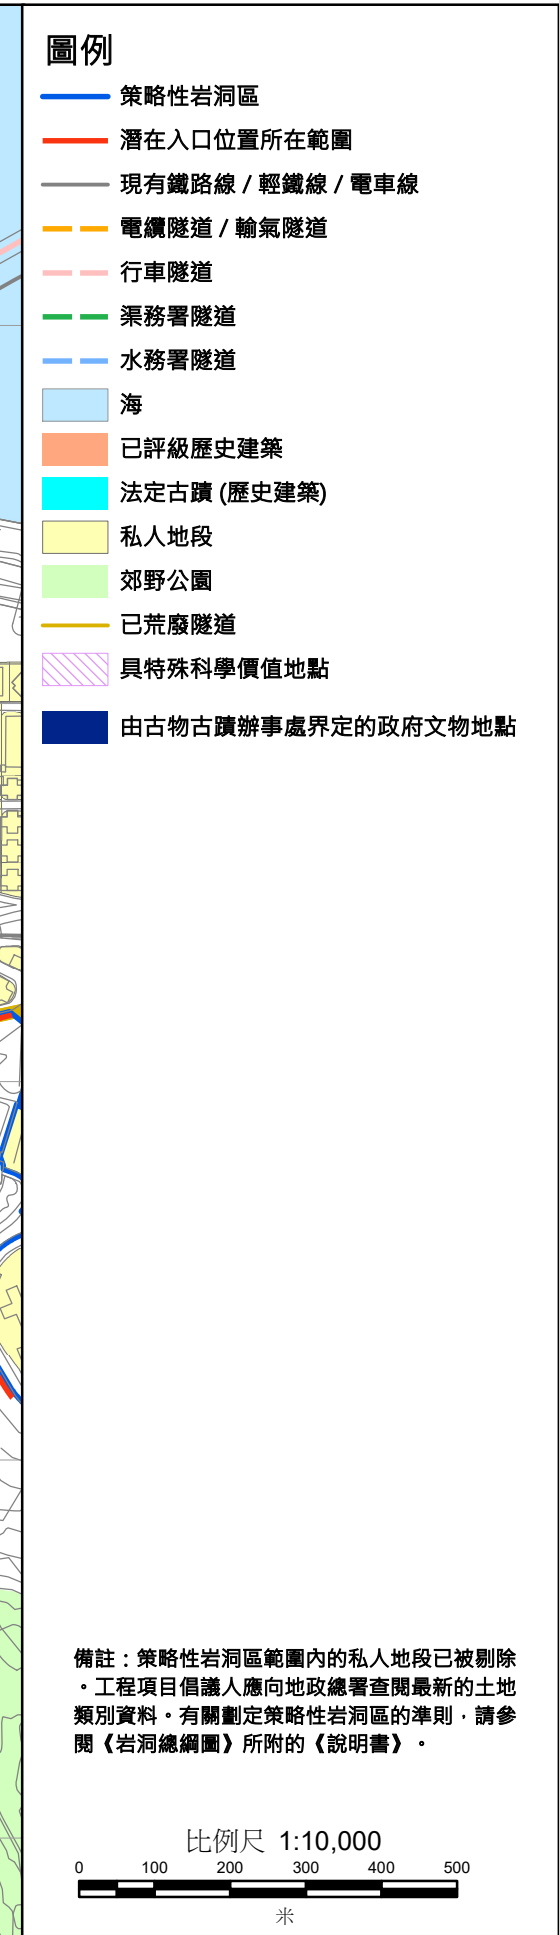 圖例
策略性岩洞區
潛在入口位置所在範圍
現有鐵路線 / 輕鐵線 / 電車線
電纜隧道 / 輸氣隧道
行車隧道
渠務署隧道
水務署隧道
海
已評級歷史建築
法定古蹟 (歷史建築)
私人地段
郊野公園
已荒廢隧道
具特殊科學價值地點
由古物古蹟辦事處界定的政府文物地點
備註：策略性岩洞區範圍內的私人地段已被剔除
。工程項目倡議人應向地政總署查閱最新的土地
類別資料。有關劃定策略性岩洞區的準則，請參
閱《岩洞總綱圖》所附的《說明書》。
比例尺 1:10,000
0 100 200 300 400 500
米